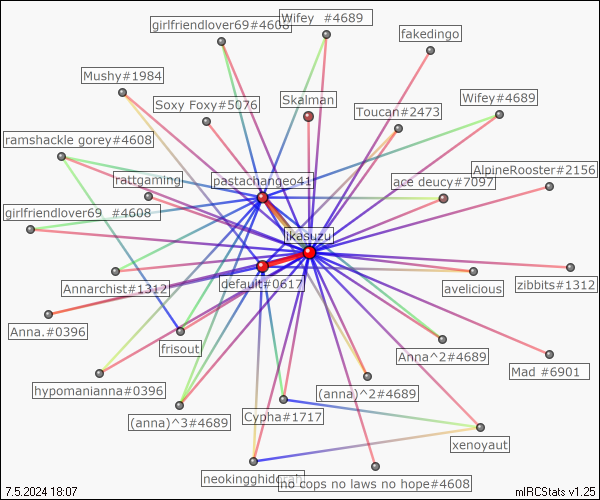 girlfriendlover69#4608
Wifey  #4689
fakedingo
Mushy#1984
Soxy Foxy#5076
Skalman
Toucan#2473
Wifey#4689
ramshackle gorey#4608
rattgaming
pastachangeo41
ace deucy#7097
AlpineRooster#2156
girlfriendlover69  #4608
ikasuzu
Annarchist#1312
default#0617
avelicious
zibbits#1312
Anna.#0396
frisout
Anna^2#4689
Mad #6901
hypomanianna#0396
(anna)^2#4689
(anna)^3#4689
Cypha#1717
xenoyaut
neokingghidorah
no cops no laws no hope#4608
7.5.2024 18:07
mIRCStats v1.25